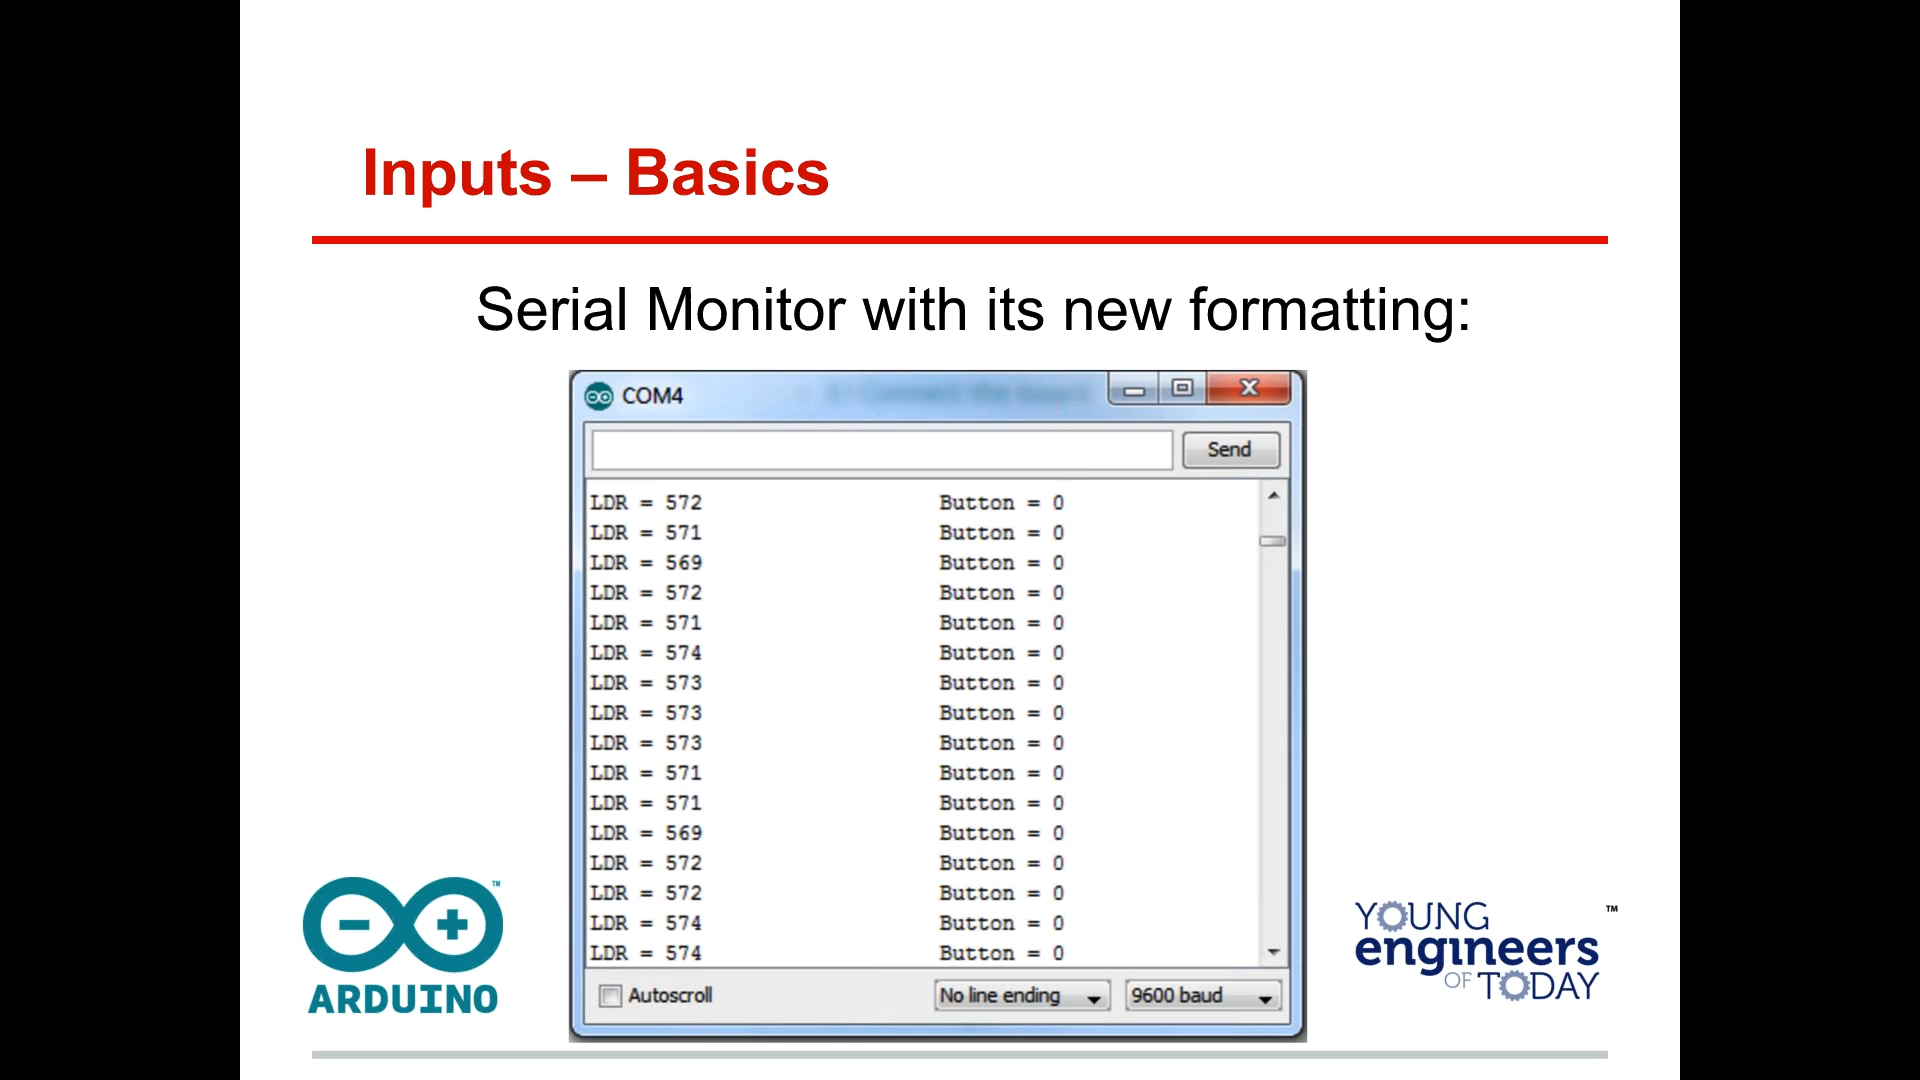 Inputs – Basics
Serial Monitor with its new formatting:
COM4
Send
LDR = 572 Button = 0
LDR = 571 Button = 0
LDR = 569 Button = 0
LDR = 572 Button = 0
LDR = 571 Button = 0
LDR = 574 Button = 0
LDR = 573 Button = 0
LDR = 573 Button = 0
LDR = 573 Button = 0
LDR = 571 Button = 0
LDR = 571 Button = 0
LDR = 569 Button = 0
LDR = 572 Button = 0
LDR = 572 Button = 0
LDR = 574 Button = 0
LDR = 574 Button = 0
Autoscroll No line ending 9600 baud
ARDUINO ™
YOUNG ™
engineers
OF TODAY